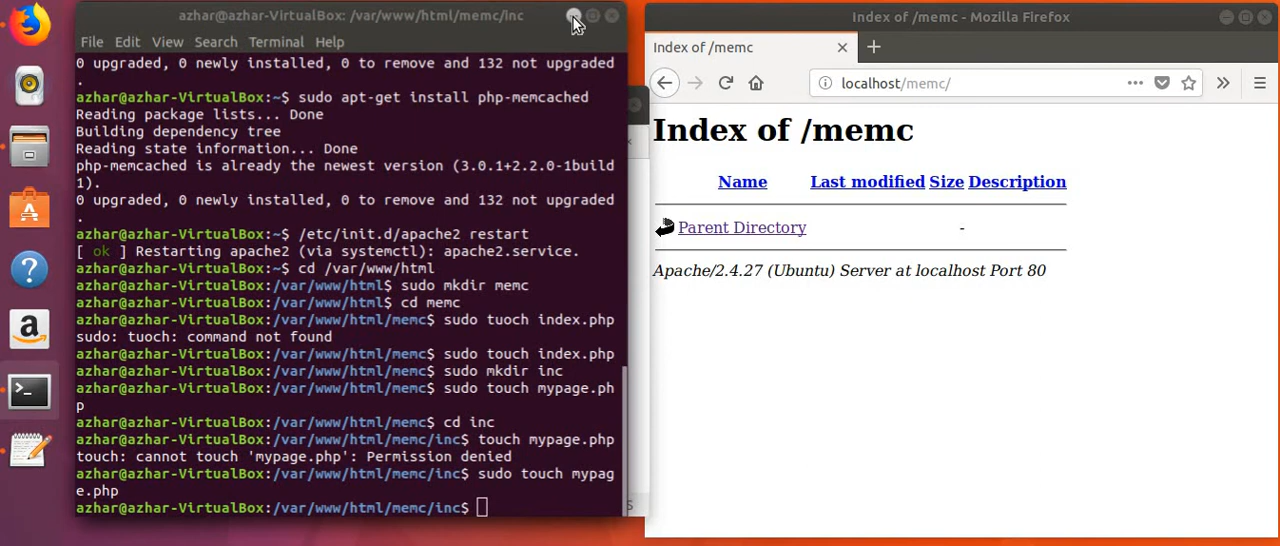 azhar@azhar-VirtualBox: /var/www/html/memc/inc
File Edit View Search Terminal Help
0 upgraded, 0 newly installed, 0 to remove and 132 not upgraded
.
azhar@azhar-VirtualBox:~$ sudo apt-get install php-memcached
Reading package lists... Done
Building dependency tree
Reading state information... Done
php-memcached is already the newest version (3.0.1+2.2.0-1build
1).
0 upgraded, 0 newly installed, 0 to remove and 132 not upgraded
.
azhar@azhar-VirtualBox:~$ /etc/init.d/apache2 restart
[ ok ] Restarting apache2 (via systemctl): apache2.service.
azhar@azhar-VirtualBox:~$ cd /var/www/html
azhar@azhar-VirtualBox:/var/www/html$ sudo mkdir memc
azhar@azhar-VirtualBox:/var/www/html$ cd memc
azhar@azhar-VirtualBox:/var/www/html/memc$ sudo tuoch index.php
sudo: tuoch: command not found
azhar@azhar-VirtualBox:/var/www/html/memc$ sudo touch index.php
azhar@azhar-VirtualBox:/var/www/html/memc$ sudo mkdir inc
azhar@azhar-VirtualBox:/var/www/html/memc$ sudo touch mypage.ph
p
azhar@azhar-VirtualBox:/var/www/html/memc$ cd inc
azhar@azhar-VirtualBox:/var/www/html/memc/inc$ touch mypage.php
touch: cannot touch 'mypage.php': Permission denied
azhar@azhar-VirtualBox:/var/www/html/memc/inc$ sudo touch mypag
e.php
azhar@azhar-VirtualBox:/var/www/html/memc/inc$
S
Index of /memc - Mozilla Firefox
Index of /memc
localhost/memc/
Index of /memc
Name Last modified Size Description
Parent Directory -
Apache/2.4.27 (Ubuntu) Server at localhost Port 80